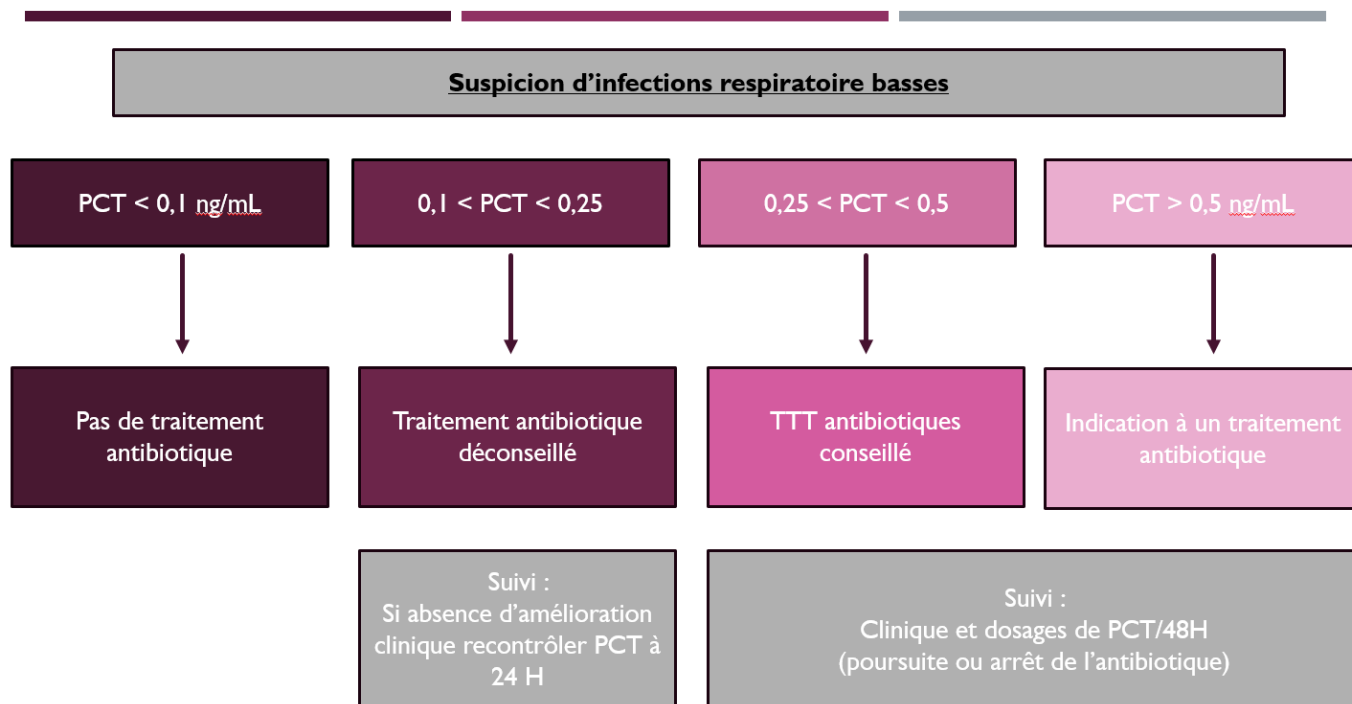 Suspicion d’infections respiratoire basses
PCT < 0,1 ng/mL
0,1 < PCT < 0,25
0,25 < PCT < 0,5
PCT > 0,5 ng/mL
Pas de traitement
antibiotique
Traitement antibiotique
déconseillé
TTT antibiotiques
conseillé
Indication à un traitement
antibiotique
Suivi :
Si absence d’amélioration
clinique recontrôler PCT à
24 H
Suivi :
Clinique et dosages de PCT/48H
(poursuite ou arrêt de l’antibiotique)